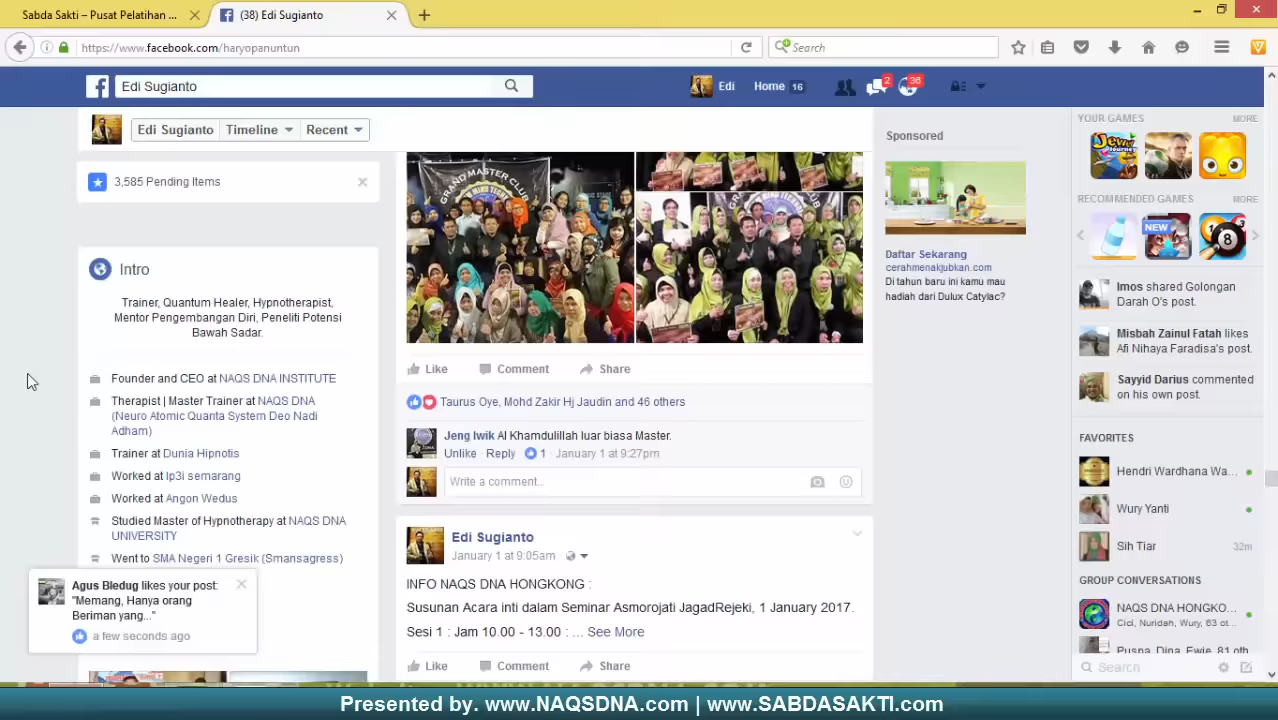 Sabda Sakti – Pusat Pelatihan ...
(38) Edi Sugianto
https://www.facebook.com/haryopanuntun
Search
Edi Sugianto
Edi
Home 16
2
36
Edi Sugianto
Timeline
Recent
3,585 Pending Items
Intro
Trainer, Quantum Healer, Hypnotherapist,
Mentor Pengembangan Diri, Peneliti Potensi
Bawah Sadar.
Founder and CEO at NAQS DNA INSTITUTE
Therapist | Master Trainer at NAQS DNA
(Neuro Atomic Quanta System Deo Nadi
Adham)
Trainer at Dunia Hipnotis
Worked at Ip3i semarang
Worked at Angon Wedus
Studied Master of Hypnotherapy at NAQS DNA
UNIVERSITY
Went to SMA Negeri 1 Gresik (Smansagress)
Agus Bledug likes your post:
"Memang, Hanya orang
Beriman yang..."
a few seconds ago
GRAND MASTER CLUB
Like
Comment
Share
Taurus Oye, Mohd Zakir Hj Jaudin and 46 others
Jeng Iwik Al Khamdulillah luar biasa Master.
Unlike · Reply · 1 · January 1 at 9:27pm
Write a comment...
Edi Sugianto
January 1 at 9:05am ·
INFO NAQS DNA HONGKONG :
Susunan Acara inti dalam Seminar Asmorojati JagadRejeki, 1 January 2017.
Sesi 1 : Jam 10.00 - 13.00 : ... See More
Like
Comment
Share
Sponsored
Daftar Sekarang
cerahmenakjubkan.com
Di tahun baru ini kamu mau
hadiah dari Dulux Catylac?
YOUR GAMES
MORE
Jewel
Journey
RECOMMENDED GAMES
MORE
NEW
8
Imos shared Golongan
Darah O's post.
Misbah Zainul Fatah likes
Afi Nihaya Faradisa's post.
Sayyid Darius commented
on his own post.
FAVORITES
Hendri Wardhana Wa...
Wury Yanti
Sih Tiar
32m
GROUP CONVERSATIONS
NAQS DNA HONGKO...
Cici, Nuridah, Wury, 63 ot...
Puspa, Dina, Ewie, 81 oth...
Search
Presented by. www.NAQSDNA.com | www.SABDASAKTI.com